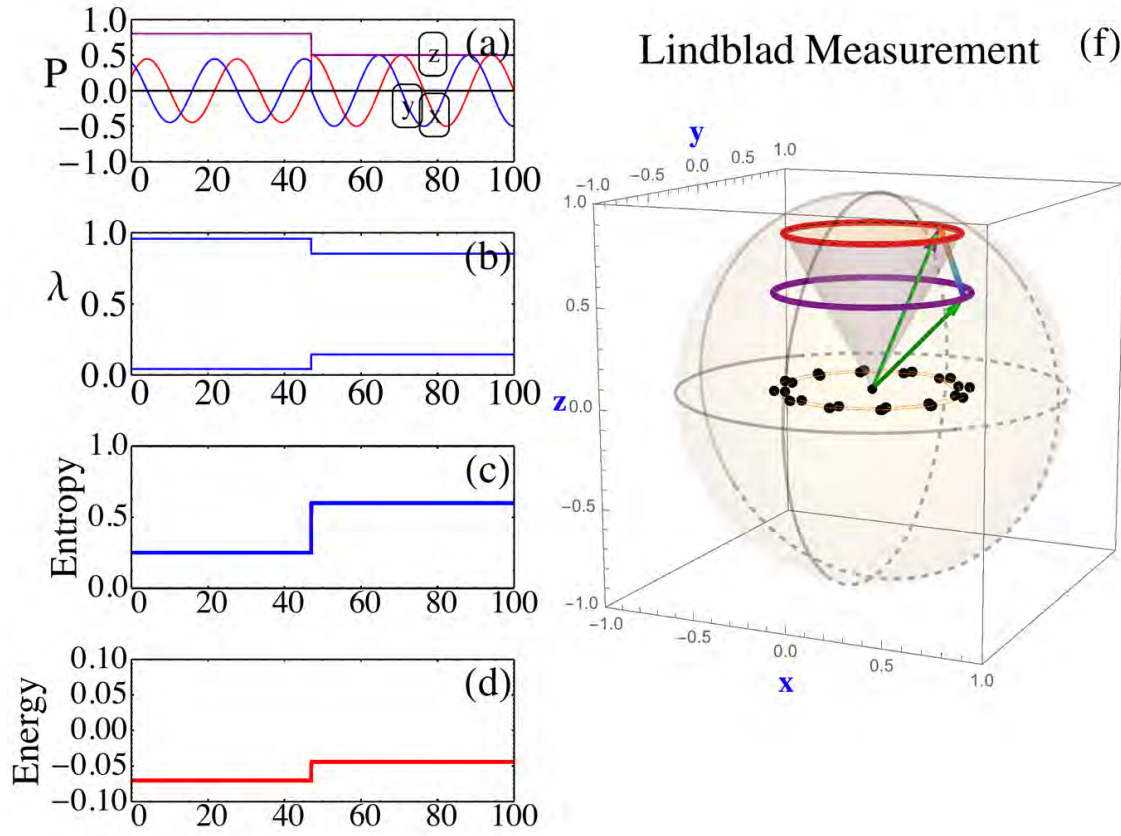 Lindblad Measurement (f)
P
1.0
0.5
0.0
−0.5
−1.0
(a)
z
y
x
0 20 40 60 80 100
λ
1.0
0.5
0.0
(b)
0 20 40 60 80 100
Entropy
1.0
0.5
0.0
(c)
0 20 40 60 80 100
Energy
0.10
0.05
0.00
−0.05
−0.10
(d)
0 20 40 60 80 100
y
−1.0 −0.5 0.0 0.5 1.0
z
1.0
0.5
0.0
−0.5
−1.0
−1.0 −0.5 0.0 0.5 1.0
x